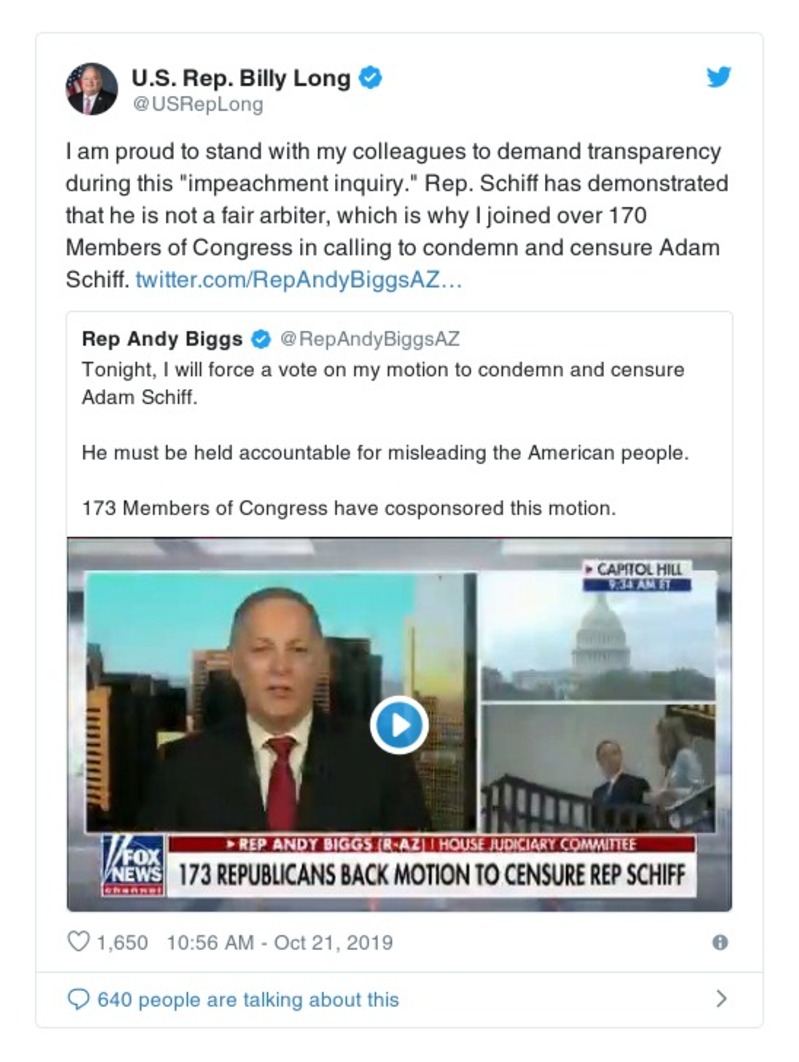 U.S. Rep. Billy Long
@USRepLong
I am proud to stand with my colleagues to demand transparency
during this "impeachment inquiry." Rep. Schiff has demonstrated
that he is not a fair arbiter, which is why I joined over 170
Members of Congress in calling to condemn and censure Adam
Schiff. twitter.com/RepAndyBiggsAZ…
Rep Andy Biggs @RepAndyBiggsAZ
Tonight, I will force a vote on my motion to condemn and censure
Adam Schiff.
He must be held accountable for misleading the American people.
173 Members of Congress have cosponsored this motion.
CAPITOL HILL
9:34 AM ET
REP ANDY BIGGS (R-AZ) | HOUSE JUDICIARY COMMITTEE
FOX
NEWS
channel
173 REPUBLICANS BACK MOTION TO CENSURE REP SCHIFF
1,650 10:56 AM - Oct 21, 2019
640 people are talking about this